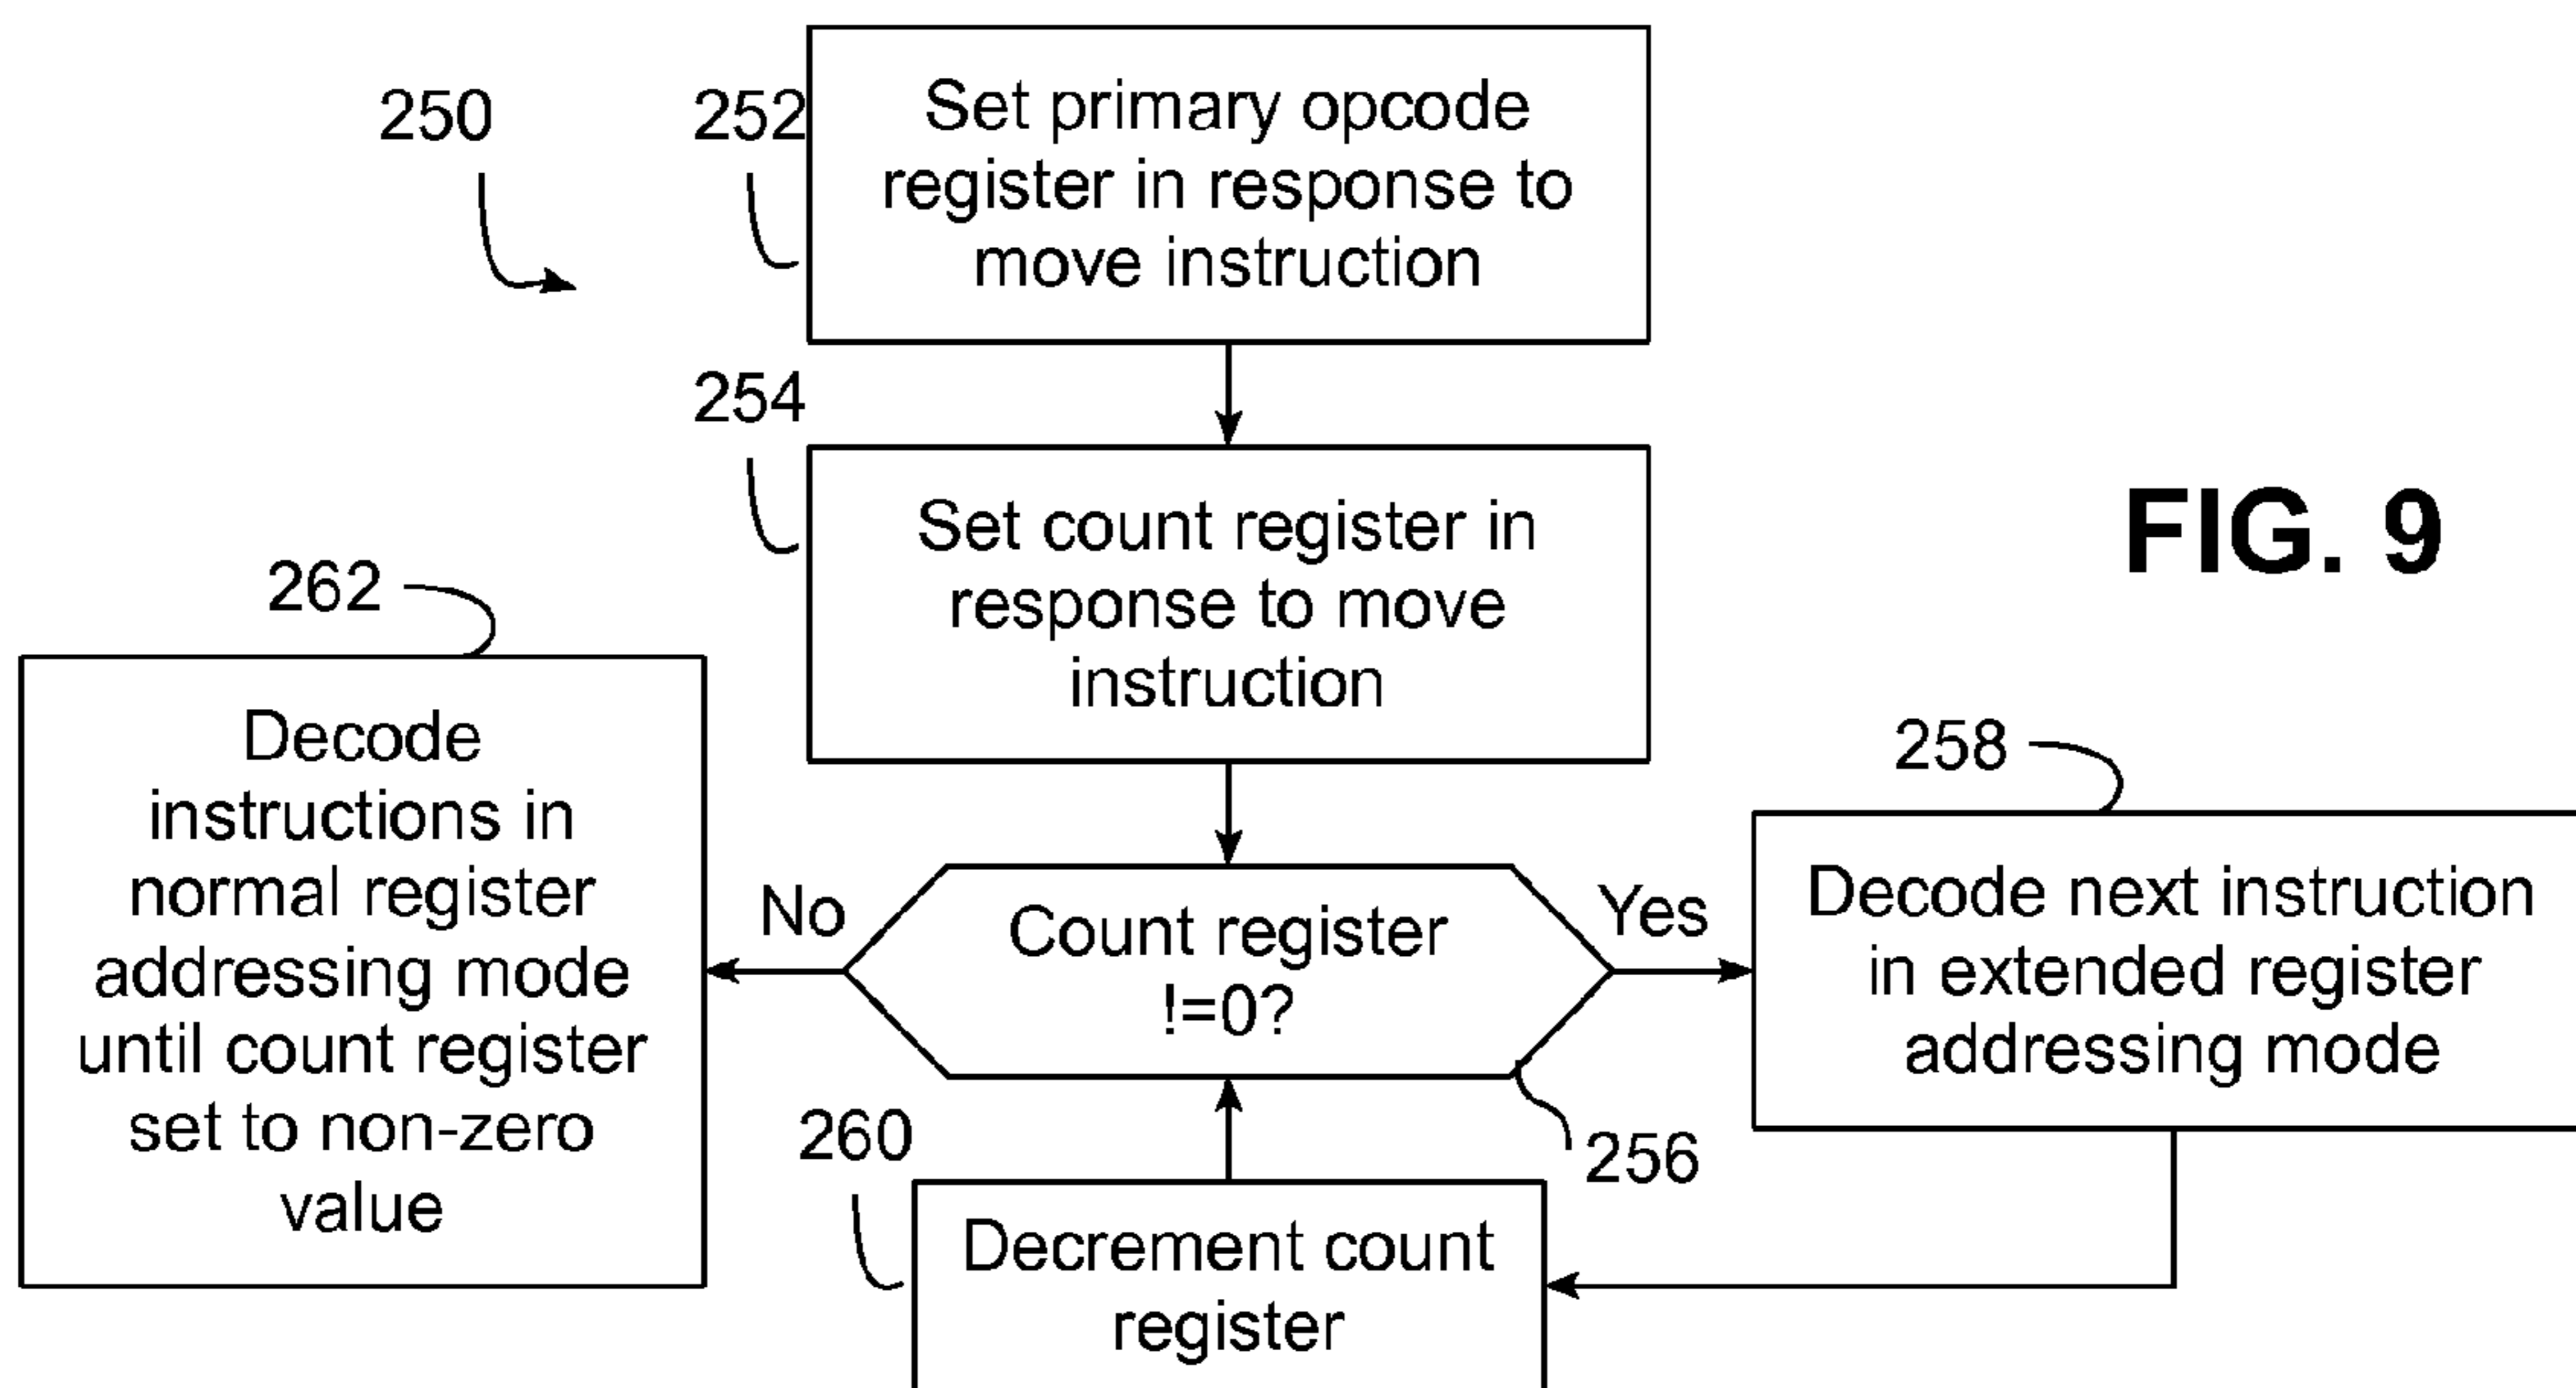 250
252
Set primary opcode
register in response to
move instruction
254
Set count register in
response to move
instruction
FIG. 9
262
Decode
instructions in
normal register
addressing mode
until count register
set to non-zero
value
No
Count register
!=0?
Yes
256
258
Decode next instruction
in extended register
addressing mode
260
Decrement count
register